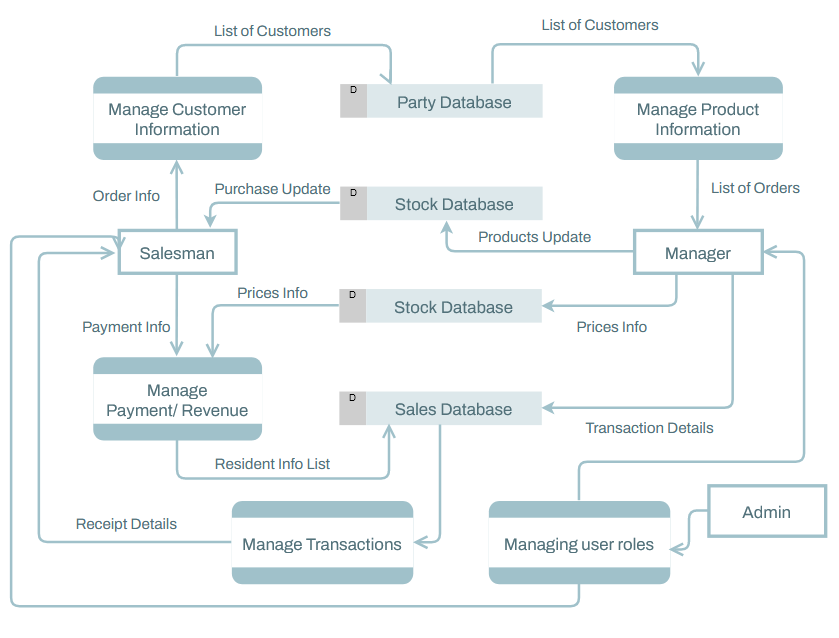 List of Customers
List of Customers
D
Party Database
Manage Customer
Information
Manage Product
Information
Order Info
Purchase Update
D
Stock Database
List of Orders
Products Update
Salesman
Manager
Prices Info
D
Stock Database
Payment Info
Prices Info
Manage
Payment/ Revenue
D
Sales Database
Transaction Details
Resident Info List
Receipt Details
Manage Transactions
Managing user roles
Admin